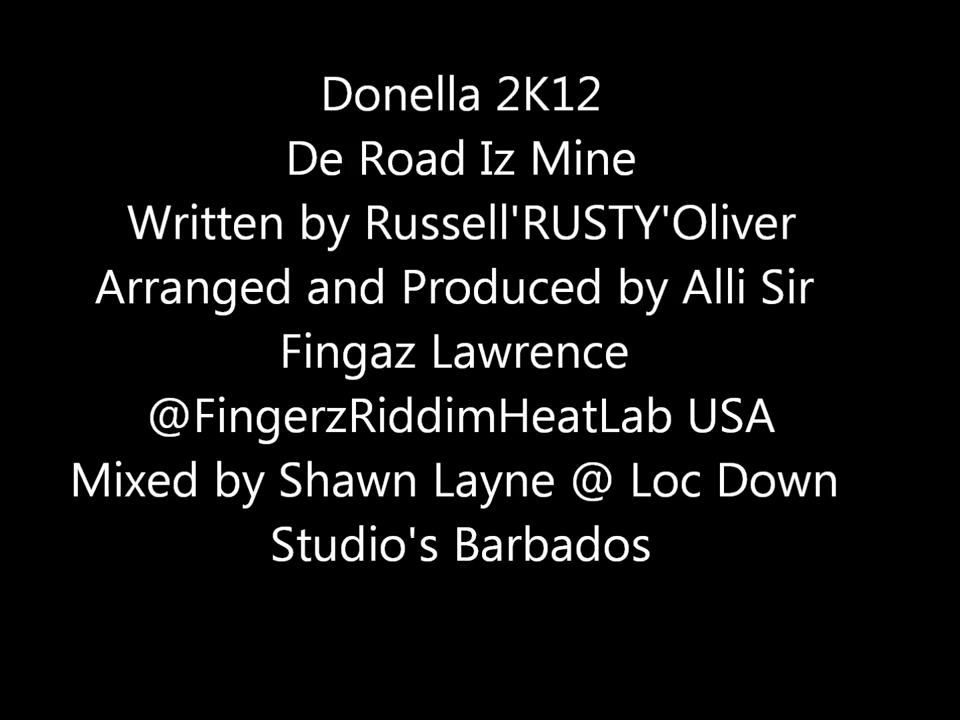 Donella 2K12
De Road Iz Mine
Written by Russell'RUSTY'Oliver
Arranged and Produced by Alli Sir
Fingaz Lawrence
@FingerzRiddimHeatLab USA
Mixed by Shawn Layne @ Loc Down
Studio's Barbados